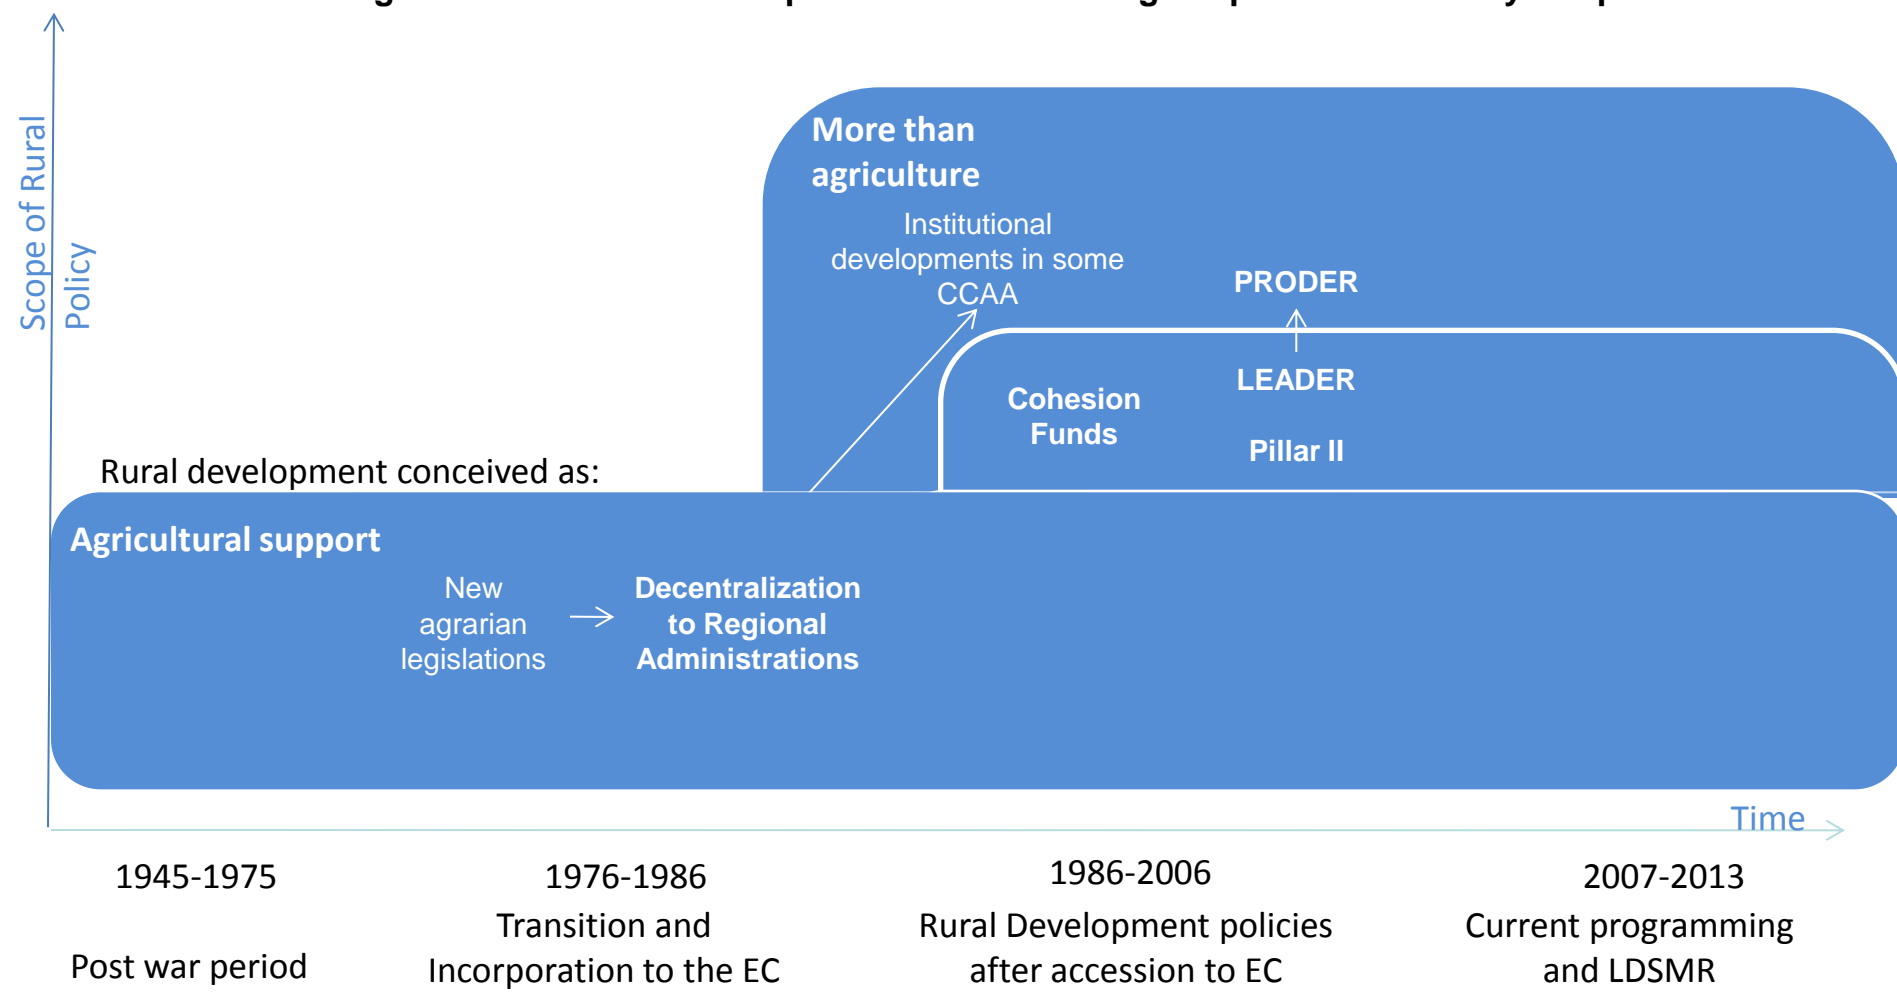 Scope of Rural
Policy
More than
agriculture
Institutional
developments in some
CCAA
PRODER
LEADER
Cohesion
Funds
Pillar II
Rural development conceived as:
Agricultural support
New
agrarian
legislations
Decentralization
to Regional
Administrations
Time
1945-1975
Post war period
1976-1986
Transition and
Incorporation to the EC
1986-2006
Rural Development policies
after accession to EC
2007-2013
Current programming
and LDSMR